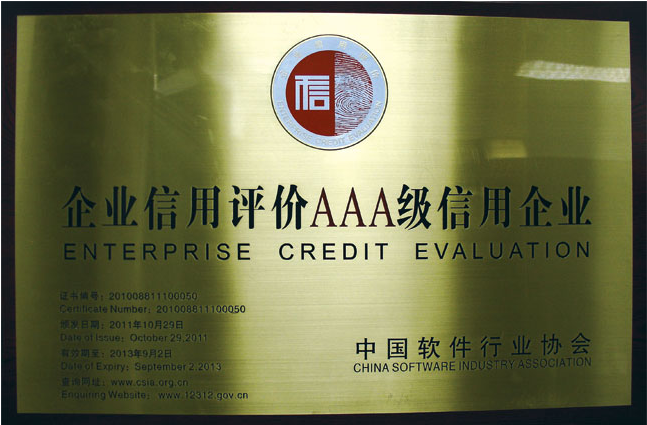 信
企业信用评价AAA级信用企业
ENTERPRISE CREDIT EVALUATION
证书编号：201008811100050
Certificate Number：201008811100050
颁发日期：2011年10月29日
Date of Issue：October 29,2011
有效期至：2013年9月2日
Date of Expiry：September 2,2013
查询网址：www.csia.org.cn
Enquiring Website：www.12312.gov.cn
中国软件行业协会
CHINA SOFTWARE INDUSTRY ASSOCIATION